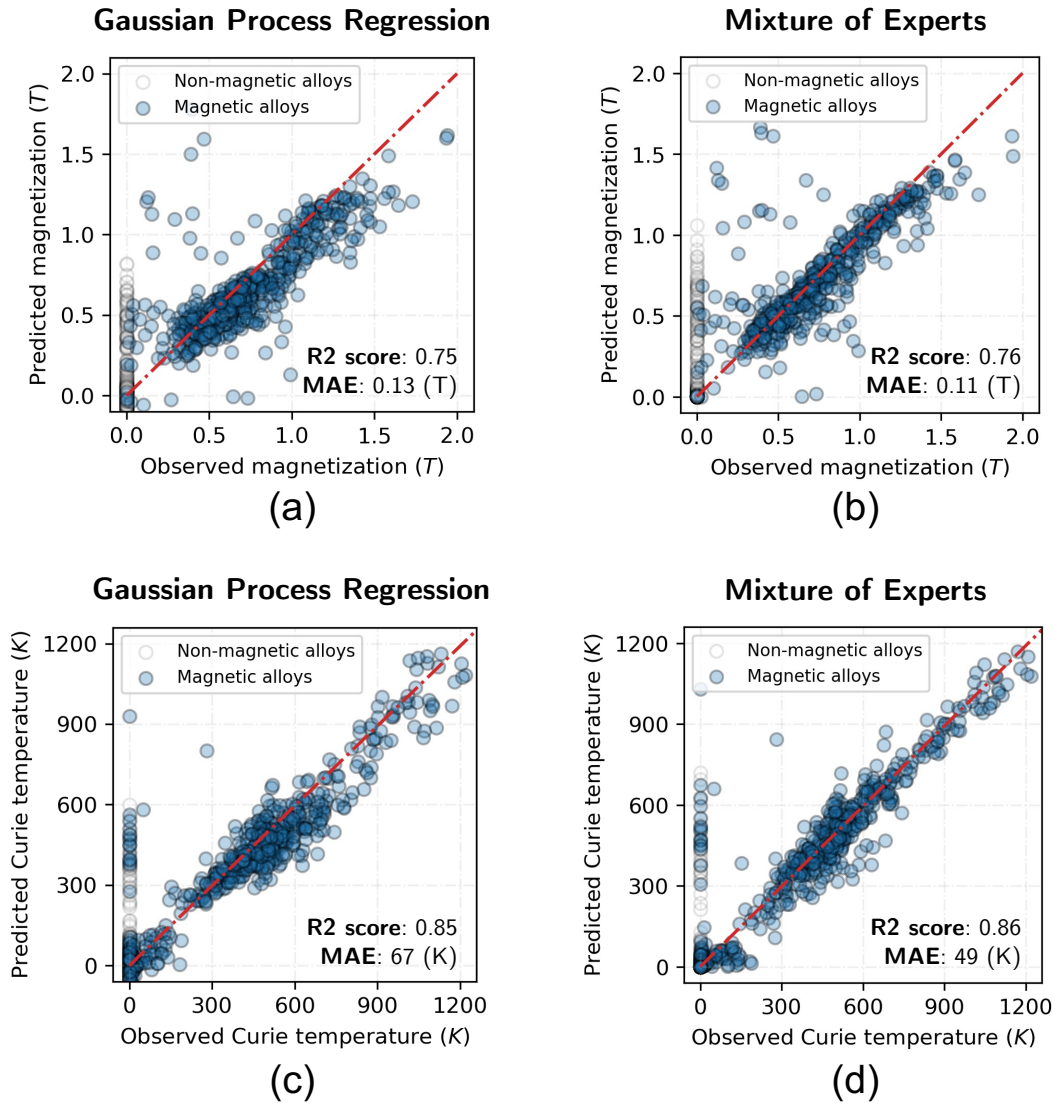 Gaussian Process Regression
Non-magnetic alloys
Magnetic alloys
Predicted magnetization (T)
2.0
1.5
1.0
0.5
0.0
R2 score: 0.75
MAE: 0.13 (T)
0.0 0.5 1.0 1.5 2.0
Observed magnetization (T)
(a)
Mixture of Experts
Non-magnetic alloys
Magnetic alloys
Predicted magnetization (T)
2.0
1.5
1.0
0.5
0.0
R2 score: 0.76
MAE: 0.11 (T)
0.0 0.5 1.0 1.5 2.0
Observed magnetization (T)
(b)
Gaussian Process Regression
Non-magnetic alloys
Magnetic alloys
Predicted Curie temperature (K)
1200
900
600
300
0
R2 score: 0.85
MAE: 67 (K)
0 300 600 900 1200
Observed Curie temperature (K)
(c)
Mixture of Experts
Non-magnetic alloys
Magnetic alloys
Predicted Curie temperature (K)
1200
900
600
300
0
R2 score: 0.86
MAE: 49 (K)
0 300 600 900 1200
Observed Curie temperature (K)
(d)